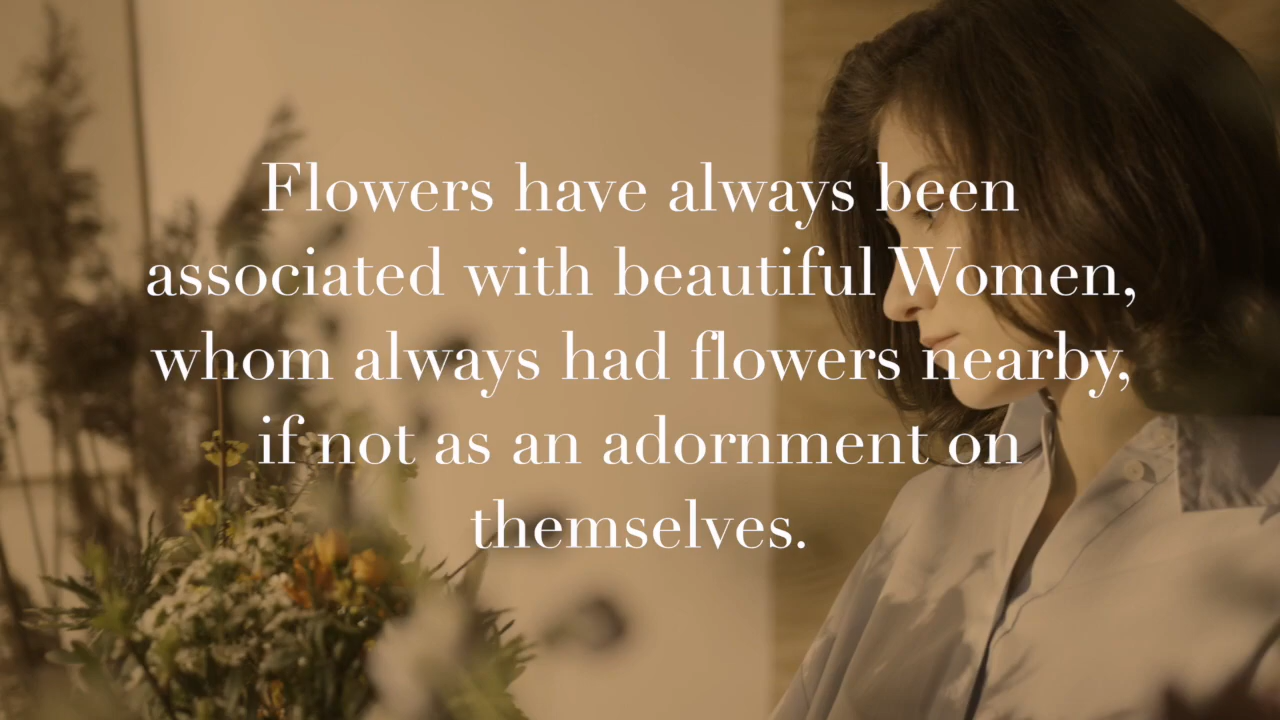 Flowers have always been
associated with beautiful Women,
whom always had flowers nearby,
if not as an adornment on
themselves.